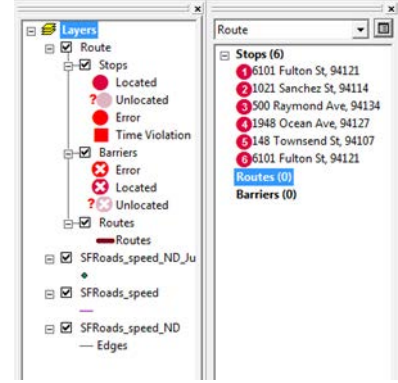 Layers
Route
Stops
Located
? Unlocated
Error
Time Violation
Barriers
Error
Located
? Unlocated
Routes
Routes
SFRoads_speed_ND_Ju
SFRoads_speed
SFRoads_speed_ND
Edges
Route
Stops (6)
1 6101 Fulton St, 94121
2 1021 Sanchez St, 94114
3 500 Raymond Ave, 94134
4 1948 Ocean Ave, 94127
5 148 Townsend St, 94107
6 6101 Fulton St, 94121
Routes (0)
Barriers (0)